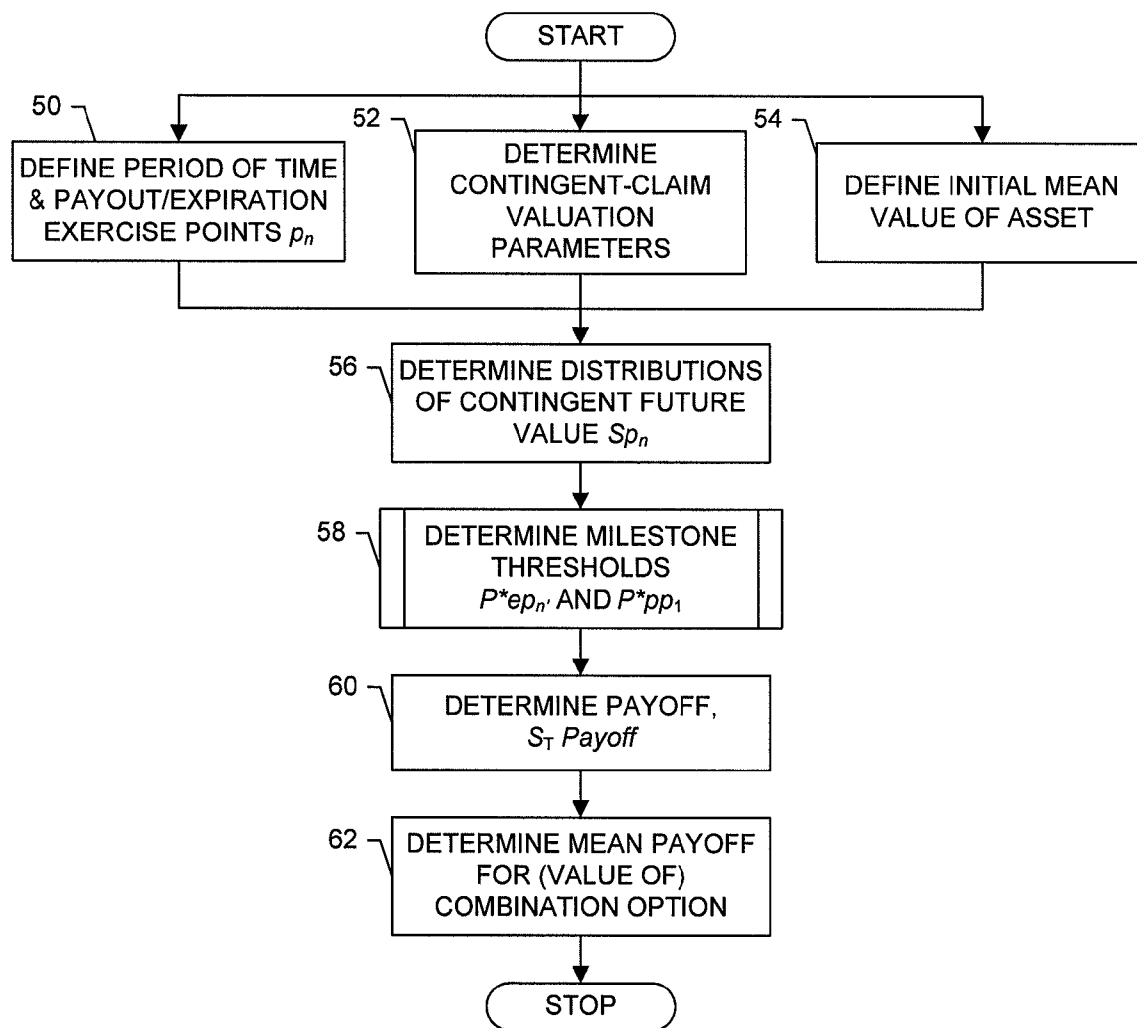 START
50
DEFINE PERIOD OF TIME
& PAYOUT/EXPIRATION
EXERCISE POINTS pₙ
52
DETERMINE
CONTINGENT-CLAIM
VALUATION
PARAMETERS
54
DEFINE INITIAL MEAN
VALUE OF ASSET
56
DETERMINE DISTRIBUTIONS
OF CONTINGENT FUTURE
VALUE Spₙ
58
DETERMINE MILESTONE
THRESHOLDS
P*epₙ' AND P*pp₁
60
DETERMINE PAYOFF,
S_T Payoff
62
DETERMINE MEAN PAYOFF
FOR (VALUE OF)
COMBINATION OPTION
STOP